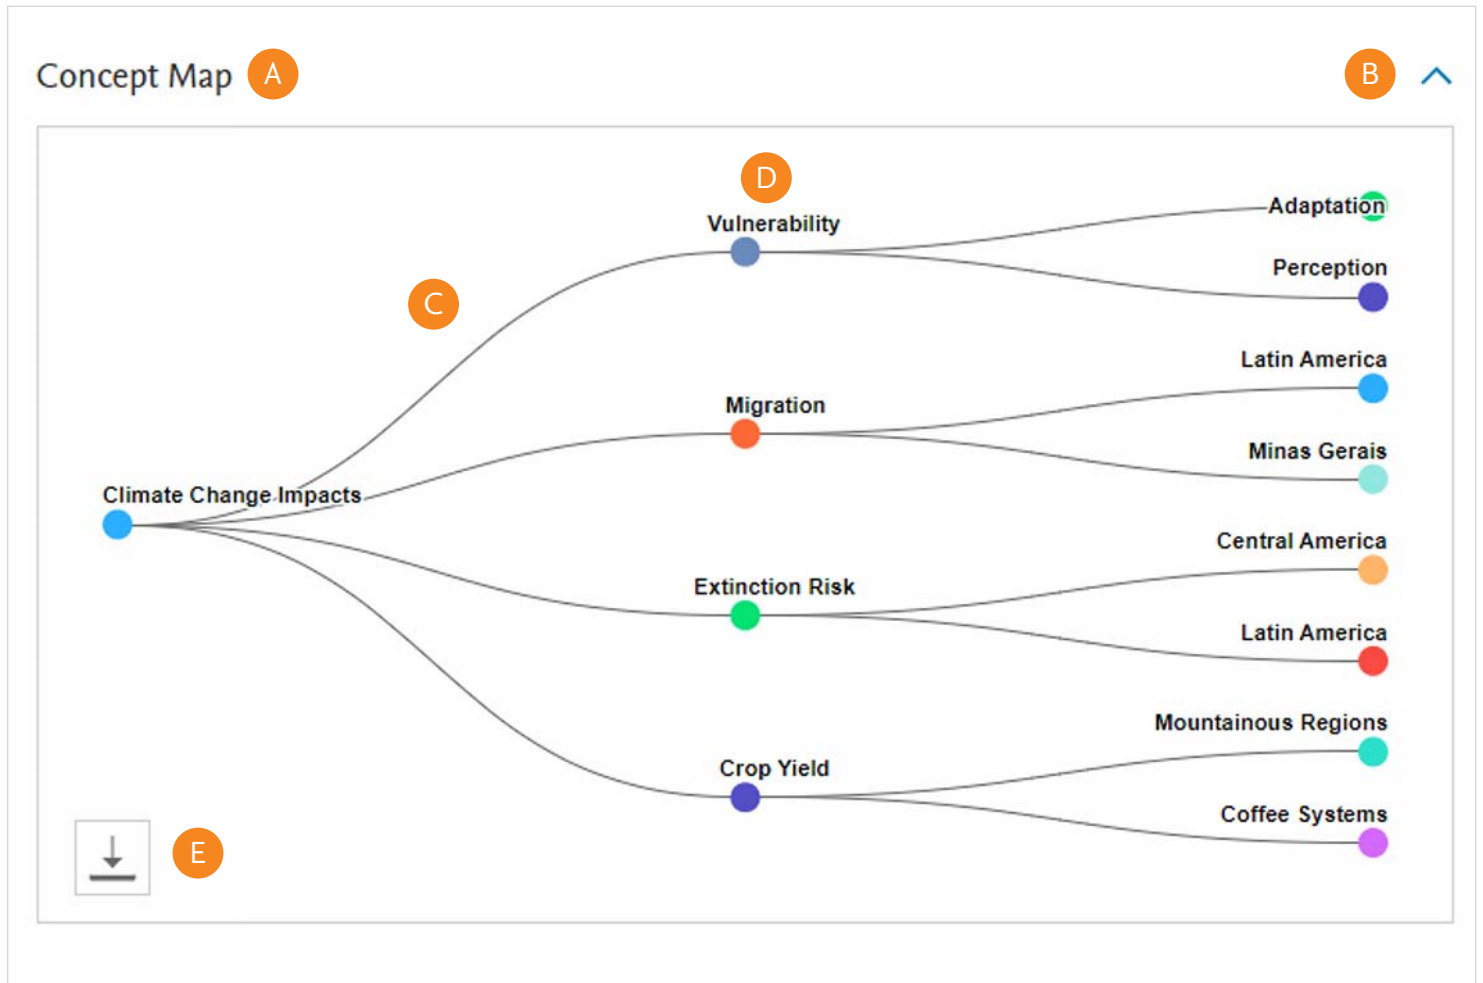 Concept Map A
B
D
Vulnerability
Adaptation
Perception
C
Latin America
Migration
Minas Gerais
Climate Change Impacts
Central America
Extinction Risk
Latin America
Mountainous Regions
Crop Yield
Coffee Systems
E